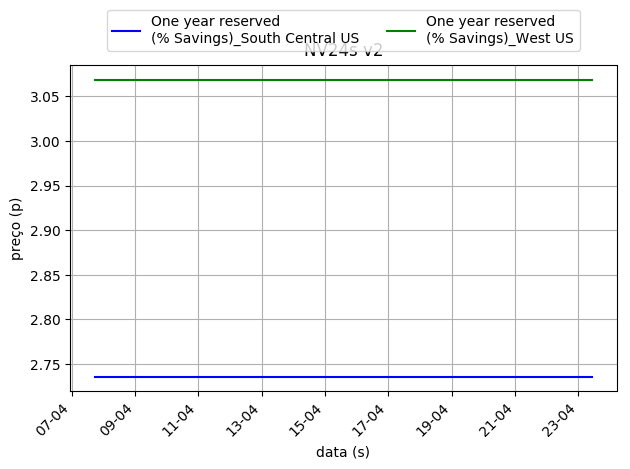 One year reserved
(% Savings)_South Central US
One year reserved
(% Savings)_West US
NV24s v2
preço (p)
3.05
3.00
2.95
2.90
2.85
2.80
2.75
07-04
09-04
11-04
13-04
15-04
17-04
19-04
21-04
23-04
data (s)